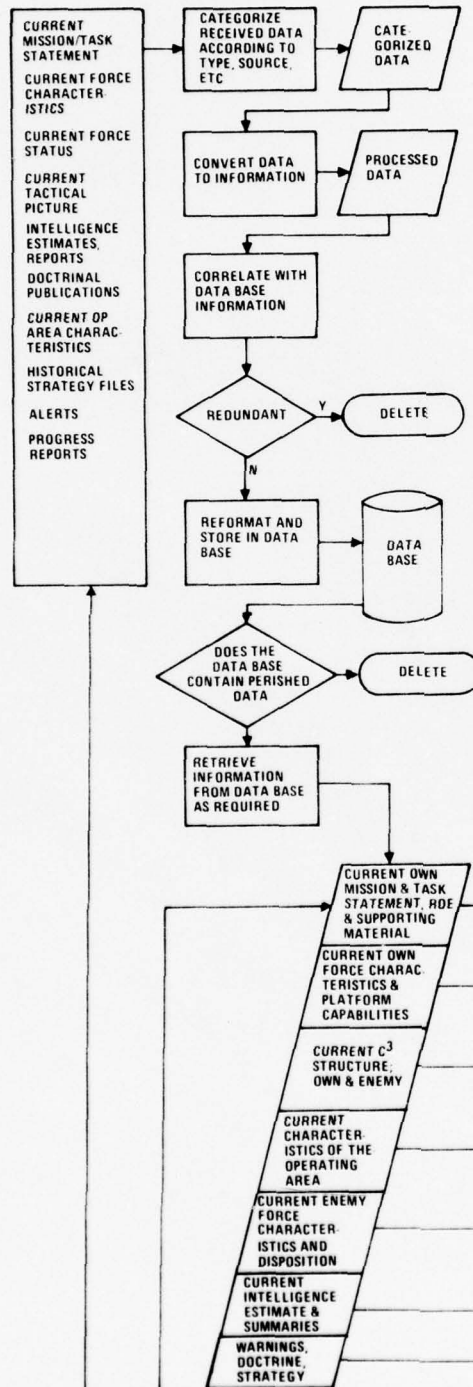 CURRENT
MISSION/TASK
STATEMENT
CURRENT FORCE
CHARACTER-
ISTICS
CURRENT FORCE
STATUS
CURRENT
TACTICAL
PICTURE
INTELLIGENCE
ESTIMATES,
REPORTS
DOCTRINAL
PUBLICATIONS
CURRENT OP
AREA CHARAC-
TERISTICS
HISTORICAL
STRATEGY FILES
ALERTS
PROGRESS
REPORTS
CATEGORIZE
RECEIVED DATA
ACCORDING TO
TYPE, SOURCE,
ETC
CATE-
GORIZED
DATA
CONVERT DATA
TO INFORMATION
PROCESSED
DATA
CORRELATE WITH
DATA BASE
INFORMATION
REDUNDANT
Y
DELETE
N
REFORMAT AND
STORE IN DATA
BASE
DATA
BASE
DOES THE
DATA BASE
CONTAIN PERISHED
DATA
DELETE
RETRIEVE
INFORMATION
FROM DATA BASE
AS REQUIRED
CURRENT OWN
MISSION & TASK
STATEMENT, ROE
& SUPPORTING
MATERIAL
CURRENT OWN
FORCE CHARAC-
TERISTICS &
PLATFORM
CAPABILITIES
CURRENT C³
STRUCTURE;
OWN & ENEMY
CURRENT
CHARACTER-
ISTICS OF THE
OPERATING
AREA
CURRENT ENEMY
FORCE
CHARACTER-
ISTICS AND
DISPOSITION
CURRENT
INTELLIGENCE
ESTIMATE &
SUMMARIES
WARNINGS,
DOCTRINE,
STRATEGY